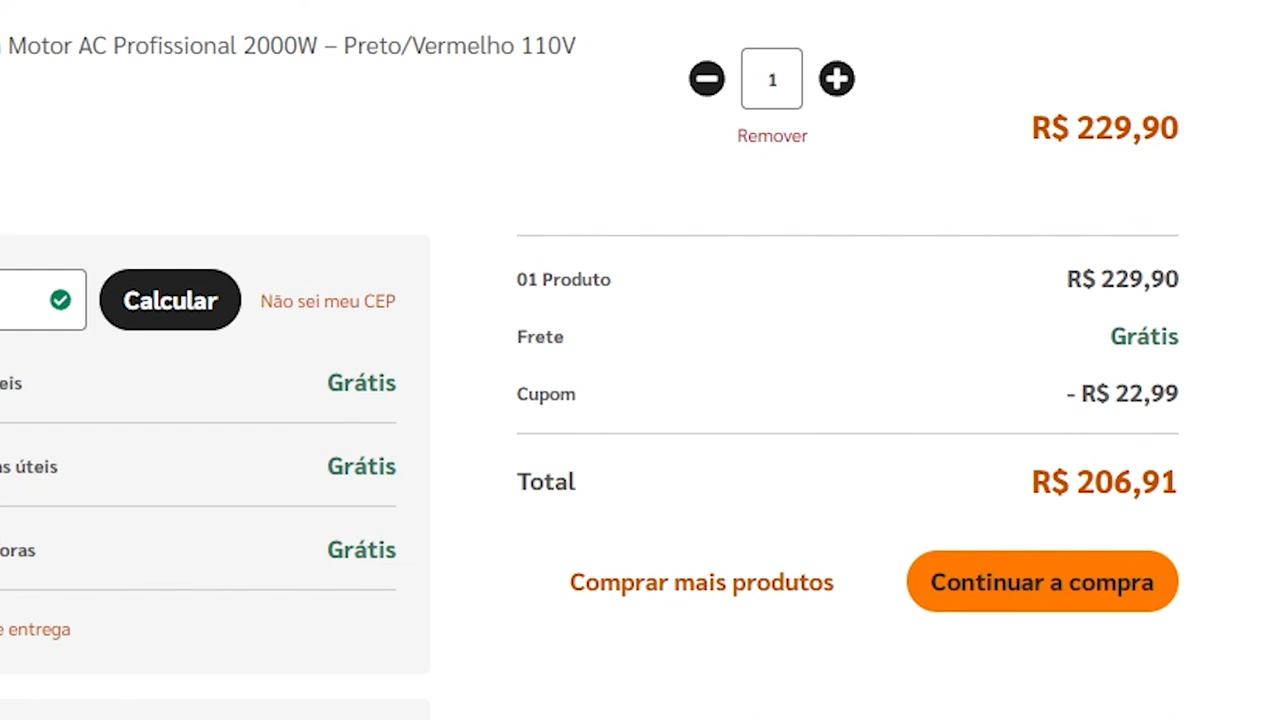 Motor AC Profissional 2000W – Preto/Vermelho 110V
1
Remover
R$ 229,90
Calcular
Não sei meu CEP
eis Grátis
s úteis Grátis
oras Grátis
e entrega
01 Produto R$ 229,90
Frete Grátis
Cupom - R$ 22,99
Total R$ 206,91
Comprar mais produtos
Continuar a compra